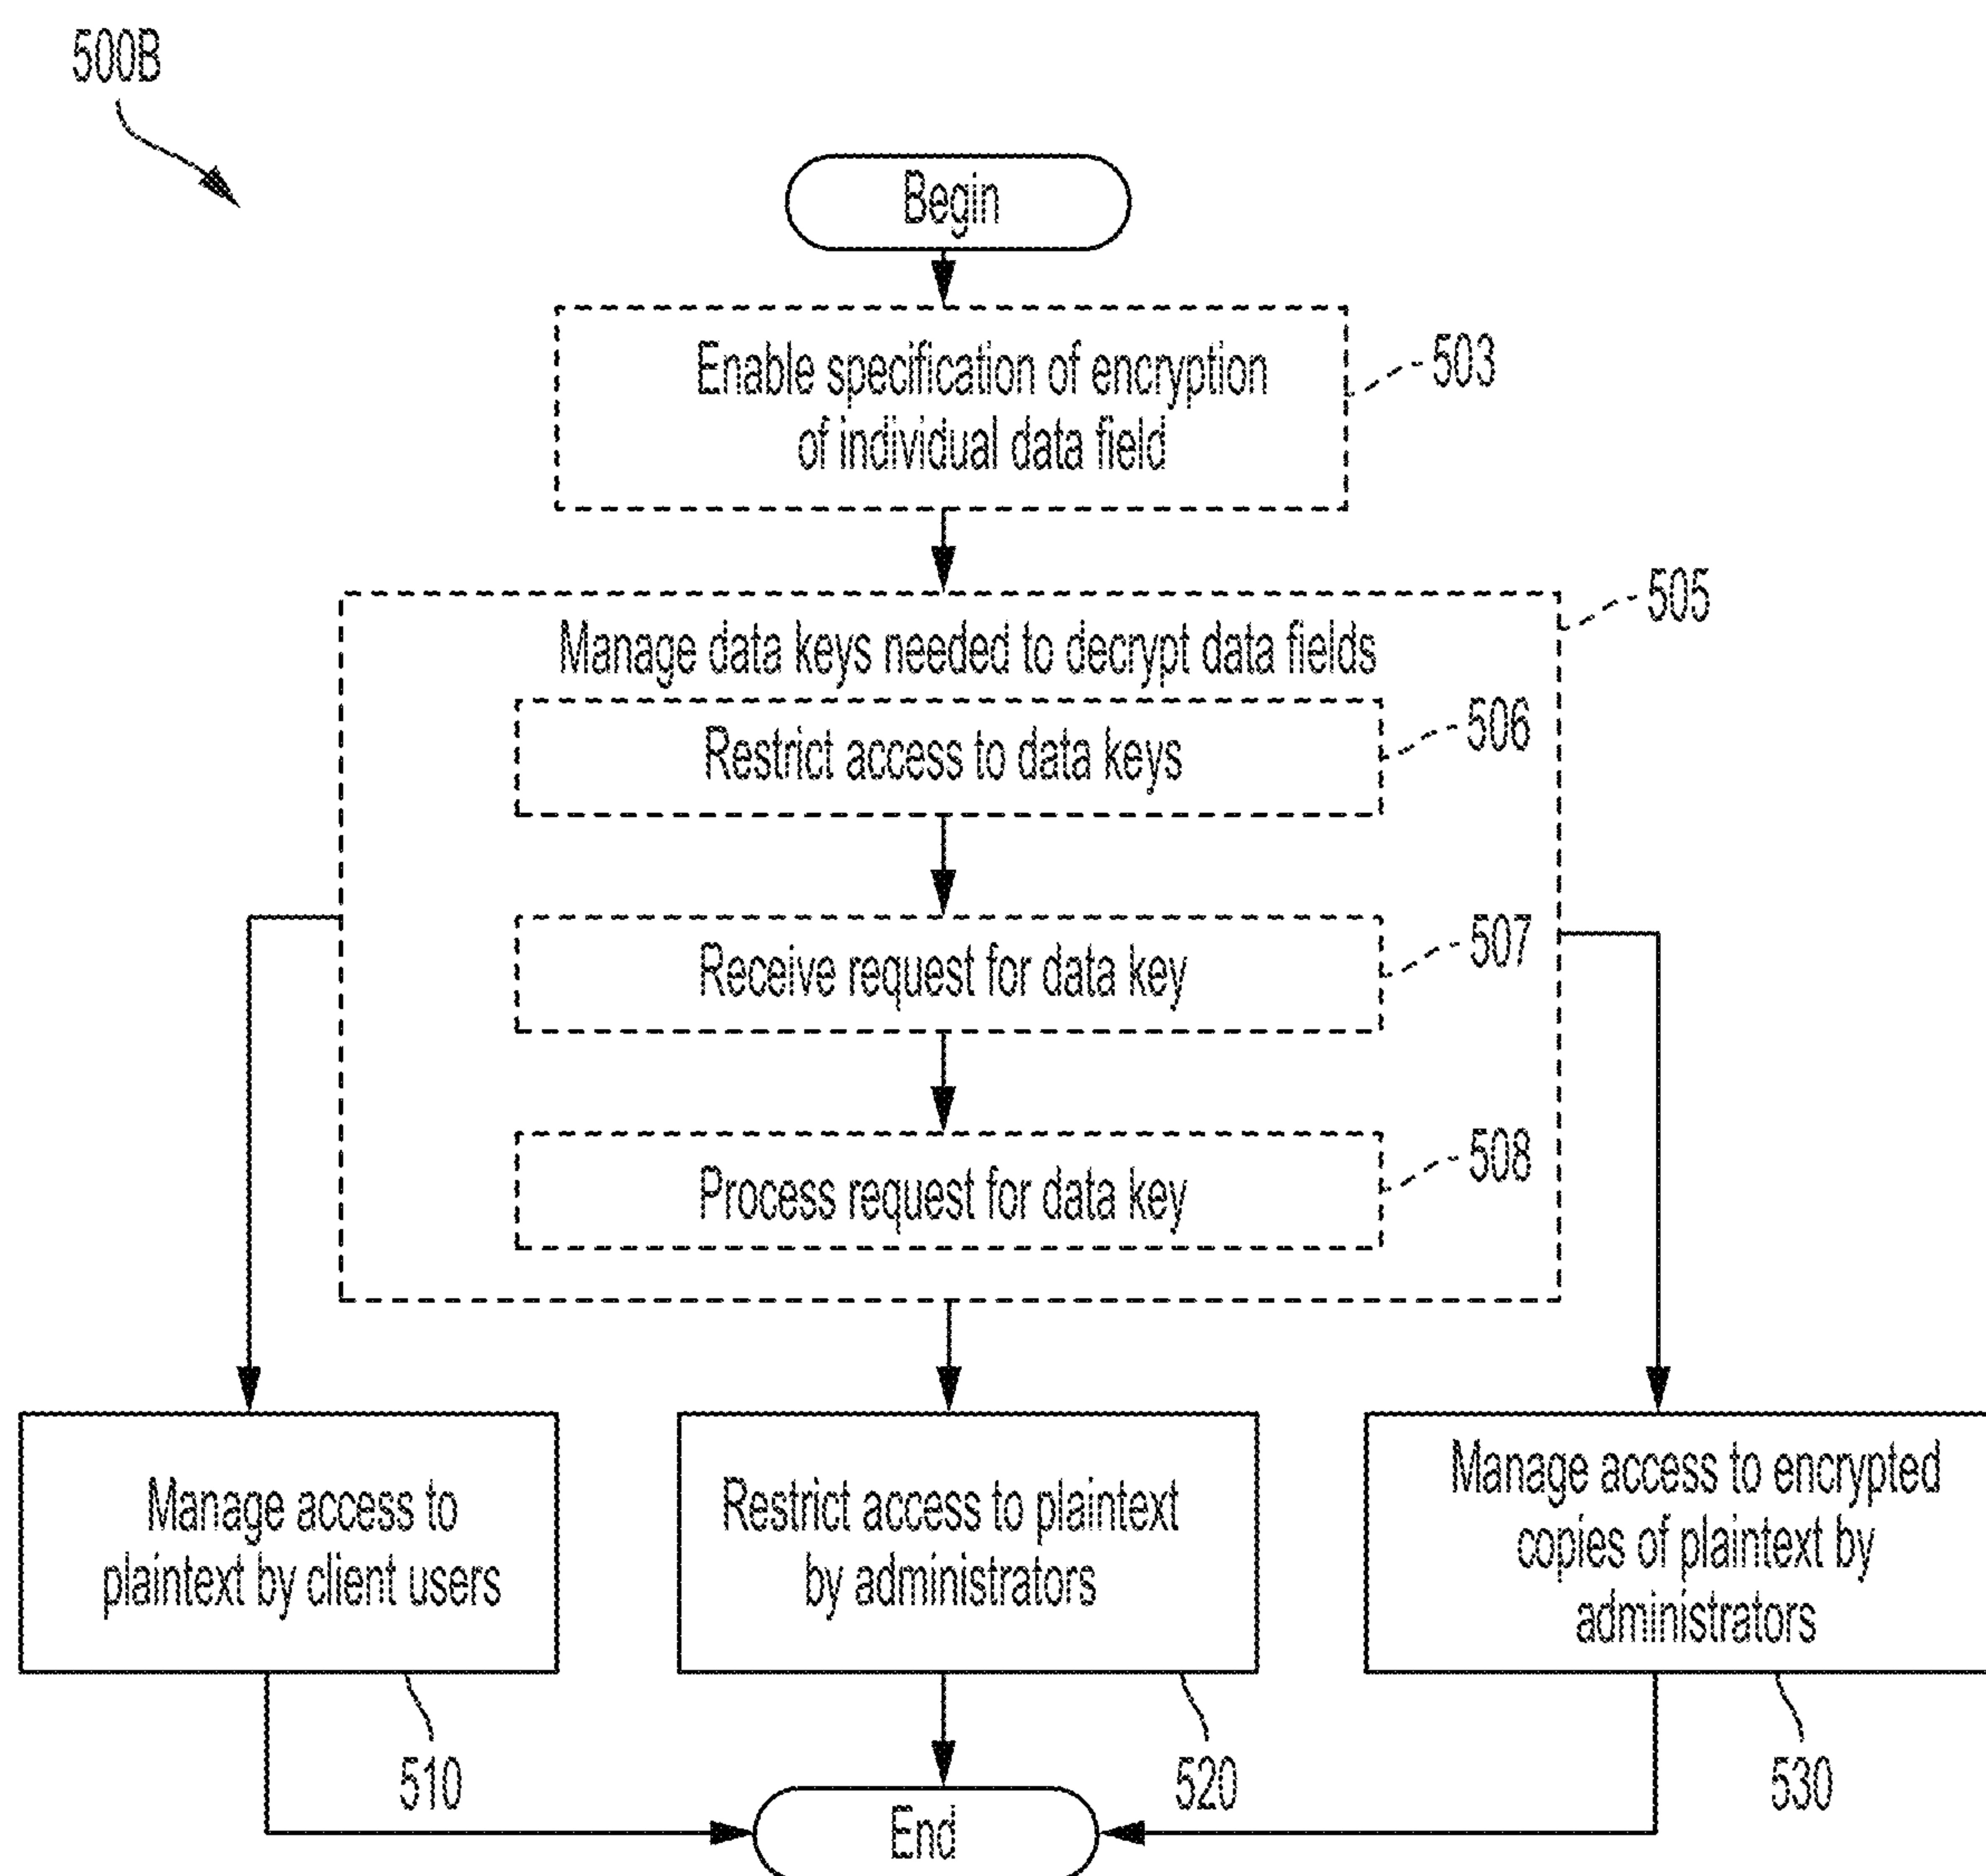 500B
Begin
Enable specification of encryption
of individual data field
503
505
Manage data keys needed to decrypt data fields
Restrict access to data keys
506
Receive request for data key
507
Process request for data key
508
Manage access to
plaintext by client users
Restrict access to plaintext
by administrators
Manage access to encrypted
copies of plaintext by
administrators
510
520
530
End